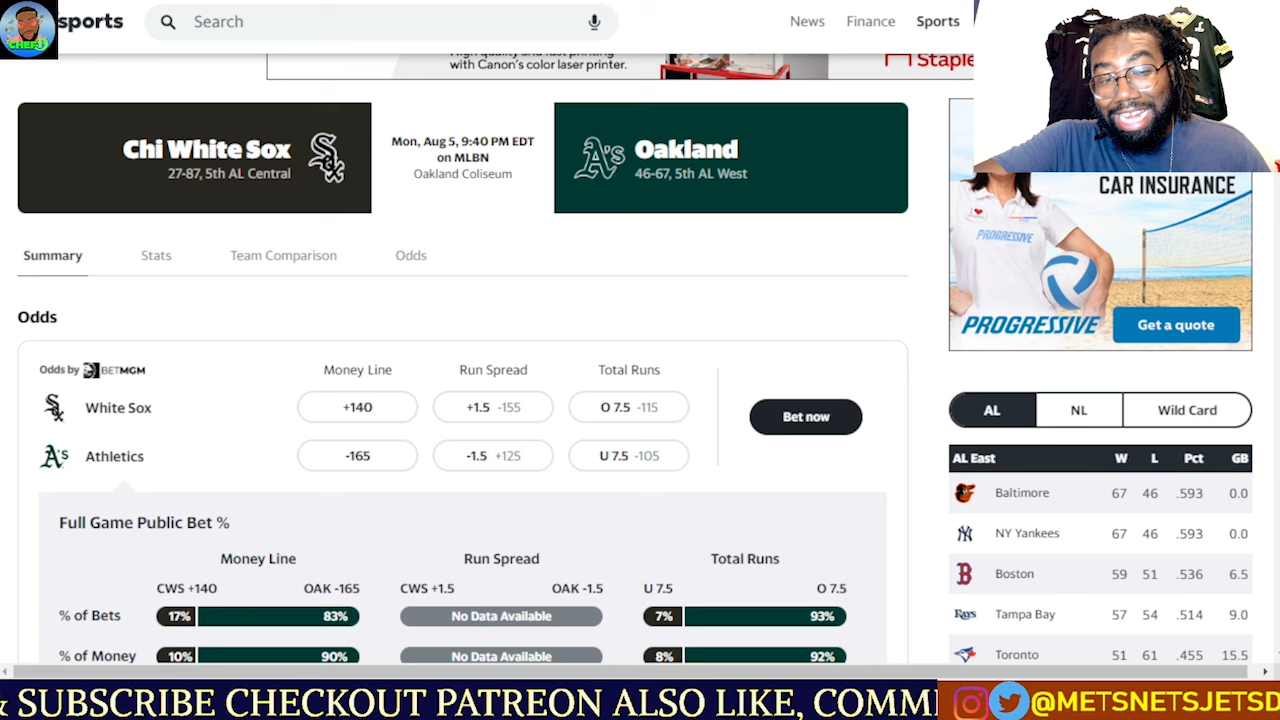 CHEF
sports
Search
News
Finance
Sports
High quality and fast printing
with Canon's color laser printer.
Staple
Chi White Sox
27-87, 5th AL Central
Mon, Aug 5, 9:40 PM EDT
on MLBN
Oakland Coliseum
Oakland
46-67, 5th AL West
CAR INSURANCE
PROGRESSIVE
PROGRESSIVE
Get a quote
Summary
Stats
Team Comparison
Odds
Odds
Odds by BETMGM
Money Line
Run Spread
Total Runs
White Sox
+140
+1.5 -155
O 7.5 -115
Athletics
-165
-1.5 +125
U 7.5 -105
Bet now
Full Game Public Bet %
Money Line
Run Spread
Total Runs
CWS +140
OAK -165
CWS +1.5
OAK -1.5
U 7.5
O 7.5
% of Bets
17%
83%
No Data Available
7%
93%
% of Money
10%
90%
No Data Available
8%
92%
AL
NL
Wild Card
AL East W L Pct GB
Baltimore 67 46 .593 0.0
NY Yankees 67 46 .593 0.0
Boston 59 51 .536 6.5
Rays Tampa Bay 57 54 .514 9.0
Toronto 51 61 .455 15.5
& SUBSCRIBE CHECKOUT PATREON ALSO LIKE, COMM
@METSNETSJETSD